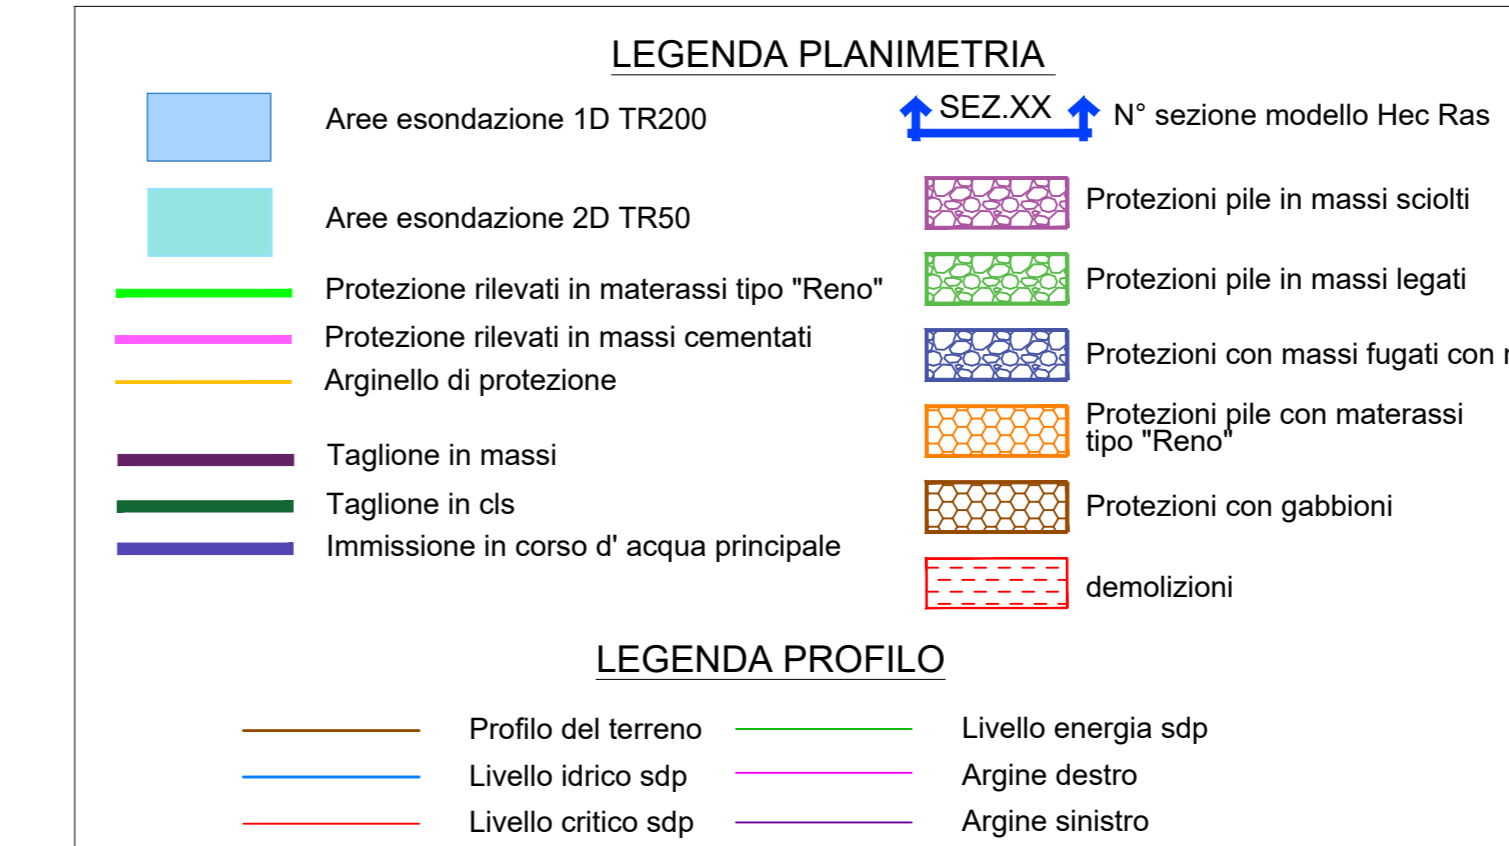 LEGENDA PLANIMETRIA
Aree esondazione 1D TR200
Aree esondazione 2D TR50
Protezione rilevati in materassi tipo "Reno"
Protezione rilevati in massi cementati
Arginello di protezione
Taglione in massi
Taglione in cls
Immissione in corso d' acqua principale
SEZ.XX
N° sezione modello Hec Ras
Protezioni pile in massi sciolti
Protezioni pile in massi legati
Protezioni con massi fugati con
Protezioni pile con materassi
tipo "Reno"
Protezioni con gabbioni
demolizioni
LEGENDA PROFILO
Profilo del terreno
Livello idrico sdp
Livello critico sdp
Livello energia sdp
Argine destro
Argine sinistro